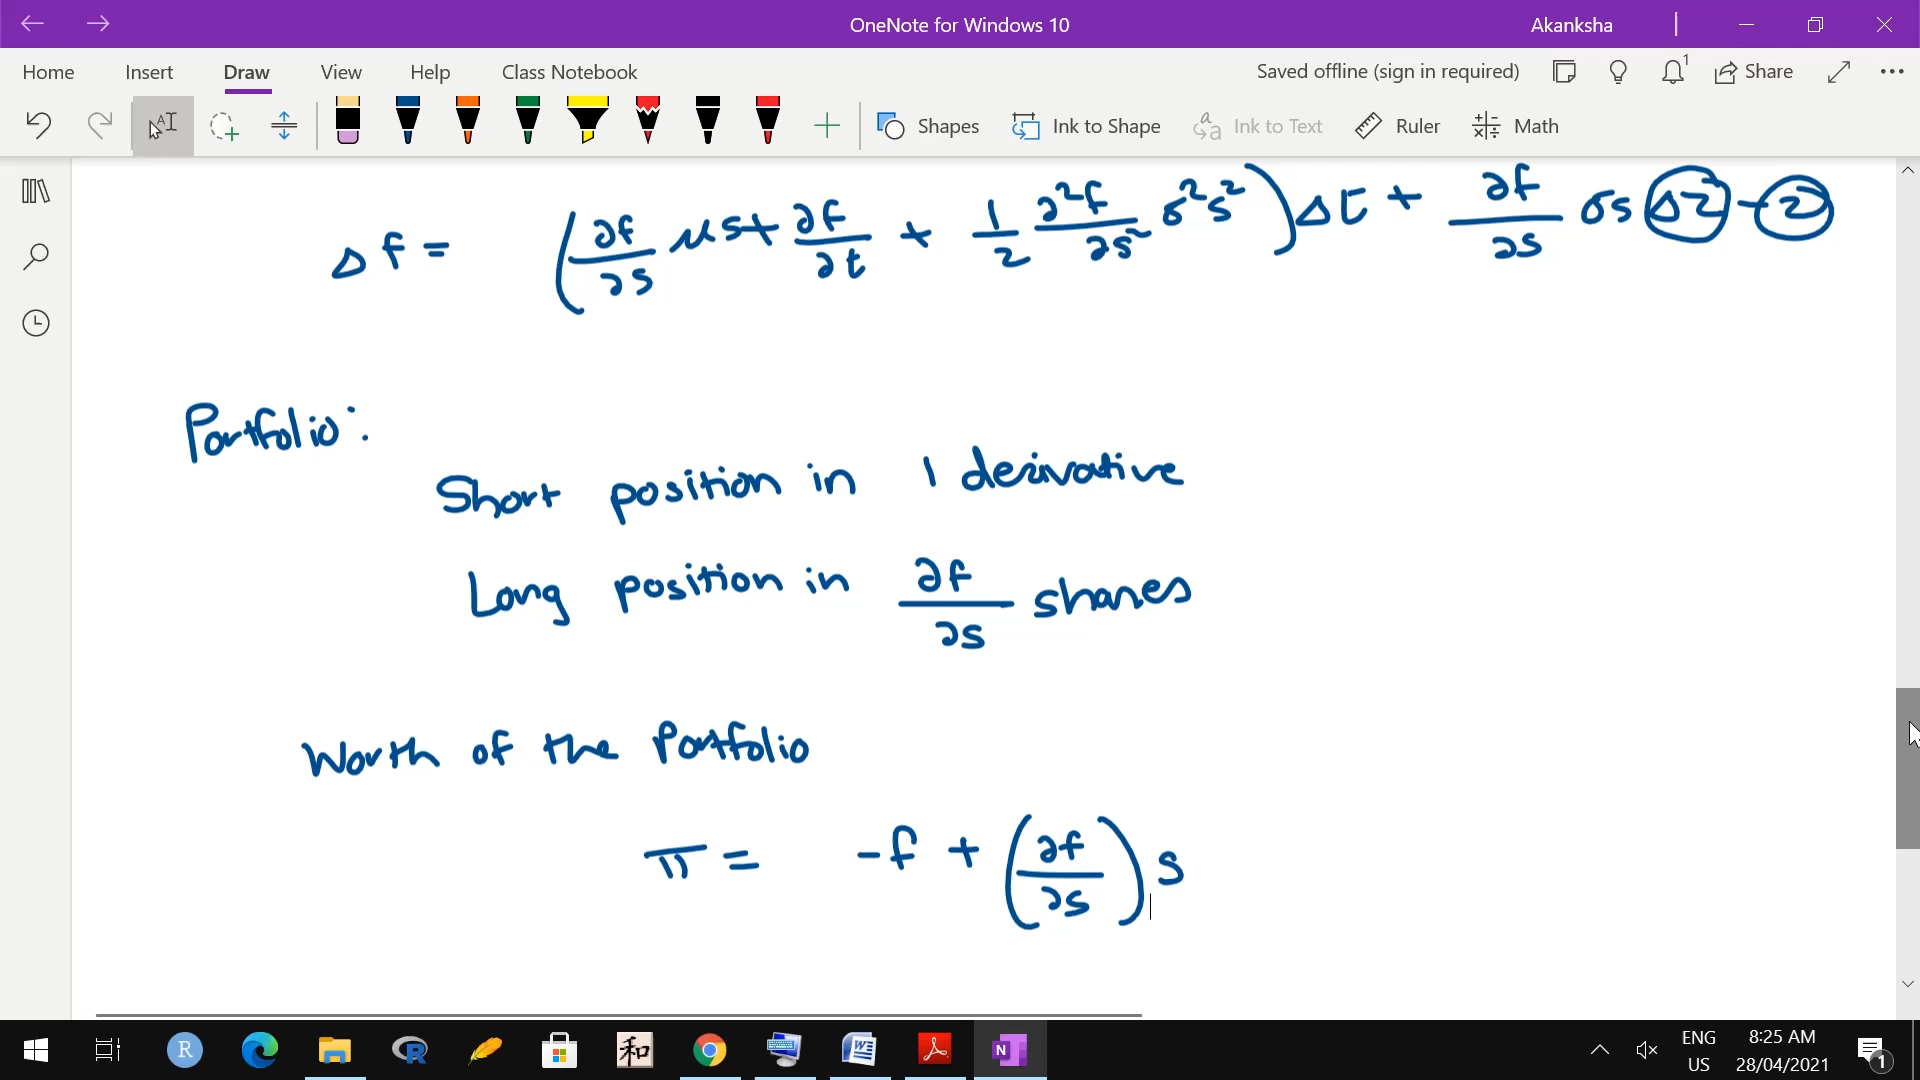 OneNote for Windows 10
Akanksha
Home Insert Draw View Help Class Notebook
Saved offline (sign in required) 1 Share
Shapes Ink to Shape Ink to Text Ruler Math
Δf = (∂f/∂s μs + ∂f/∂t + 1/2 ∂²f/∂s² σ²s²) Δt + ∂f/∂s σs Δz - ②
Portfolio:
Short position in 1 derivative
Long position in ∂f/∂s shares
Worth of the Portfolio
π = -f + (∂f/∂s) s
ENG 8:25 AM
US 28/04/2021 1